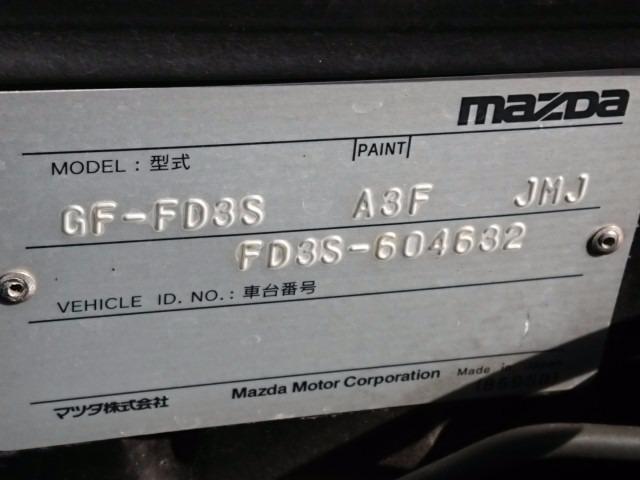 mazda
MODEL : 型式 PAINT
GF-FD3S A3F JMJ
FD3S-604632
VEHICLE ID. NO. : 車台番号
マツダ株式会社 Mazda Motor Corporation Made in